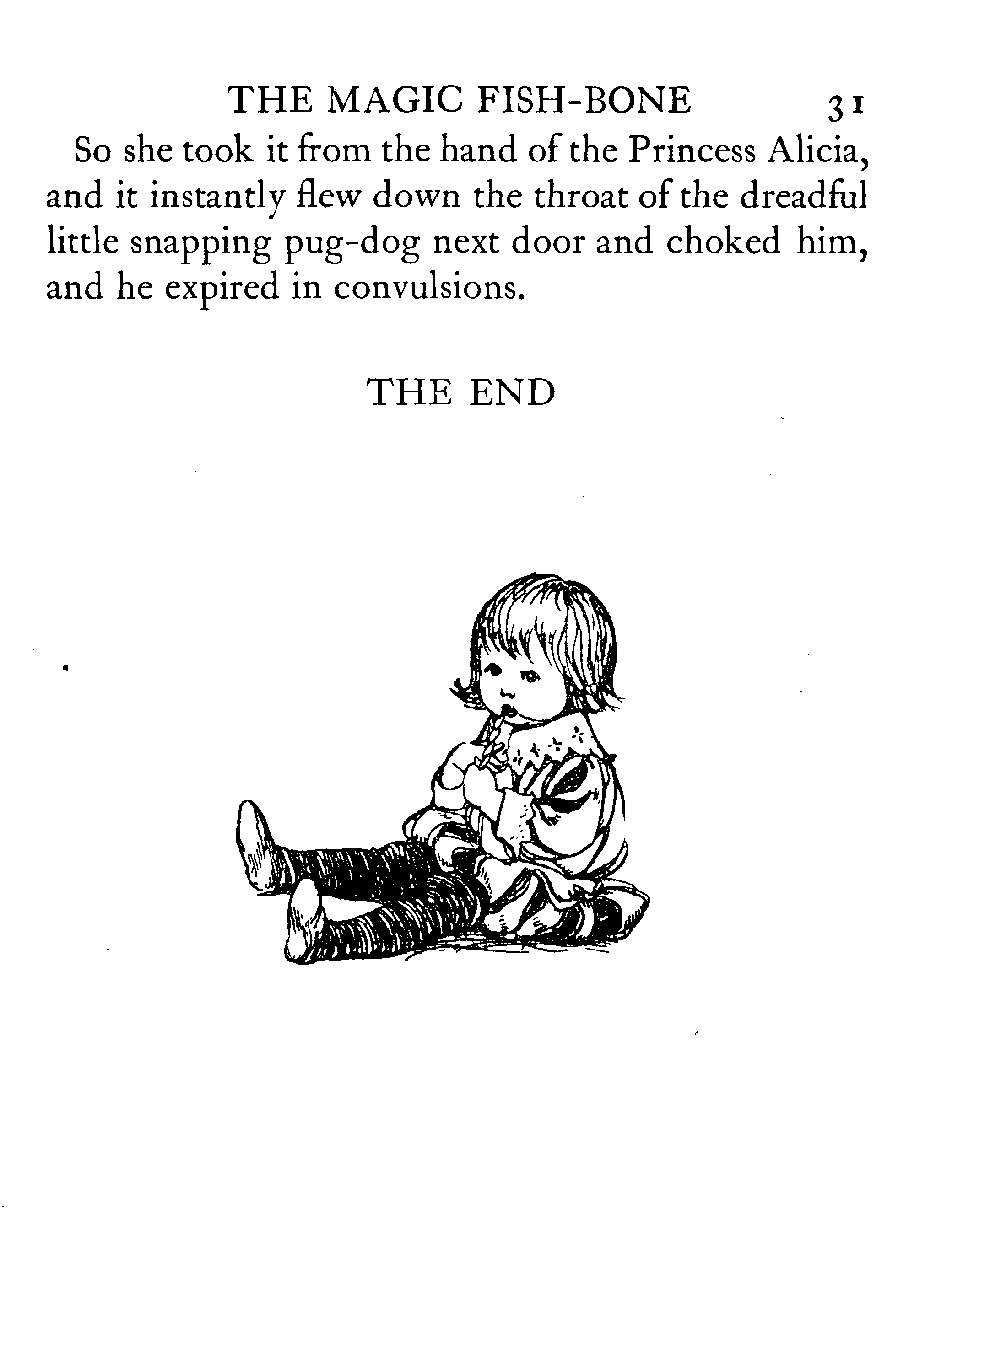 THE MAGIC FISH-BONE 31
So she took it from the hand of the Princess Alicia,
and it instantly flew down the throat of the dreadful
little snapping pug-dog next door and choked him,
and he expired in convulsions.
THE END